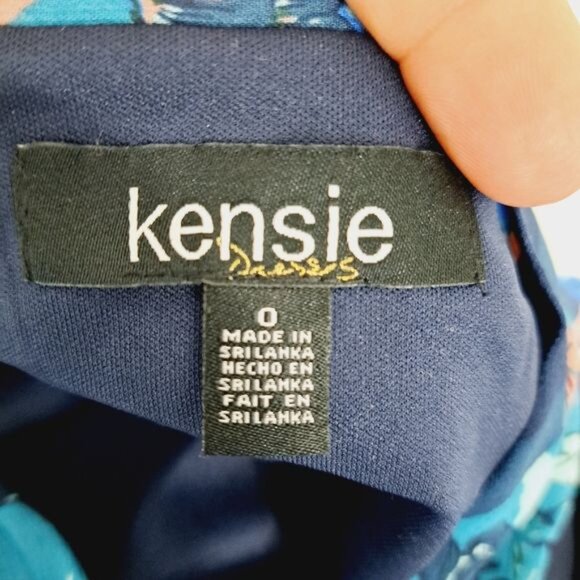 kensie
Dresses
0
MADE IN
SRI LANKA
HECHO EN
SRI LANKA
FAIT EN
SRI LANKA